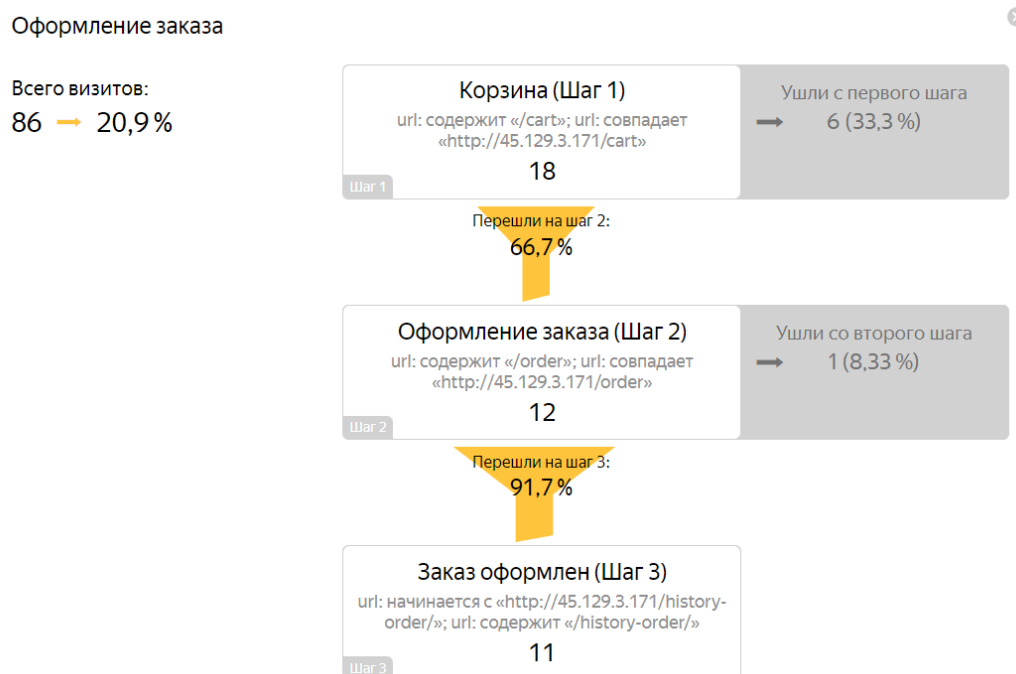 Оформление заказа
Всего визитов:
86 → 20,9 %
Корзина (Шаг 1)
url: содержит «/cart»; url: совпадает
«http://45.129.3.171/cart»
18
Шаг 1
Ушли с первого шага
→ 6 (33,3 %)
Перешли на шаг 2:
66,7 %
Оформление заказа (Шаг 2)
url: содержит «/order»; url: совпадает
«http://45.129.3.171/order»
12
Шаг 2
Ушли со второго шага
→ 1 (8,33 %)
Перешли на шаг 3:
91,7 %
Заказ оформлен (Шаг 3)
url: начинается с «http://45.129.3.171/history-
order/»; url: содержит «/history-order/»
11
Шаг 3